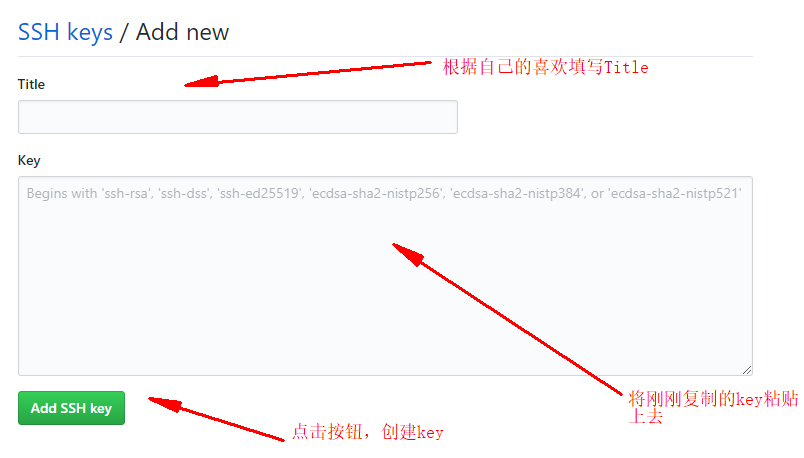 SSH keys / Add new
根据自己的喜欢填写Title
Title
Key
Begins with 'ssh-rsa', 'ssh-dss', 'ssh-ed25519', 'ecdsa-sha2-nistp256', 'ecdsa-sha2-nistp384', or 'ecdsa-sha2-nistp521'
将刚刚复制的key粘贴
上去
Add SSH key
点击按钮，创建key